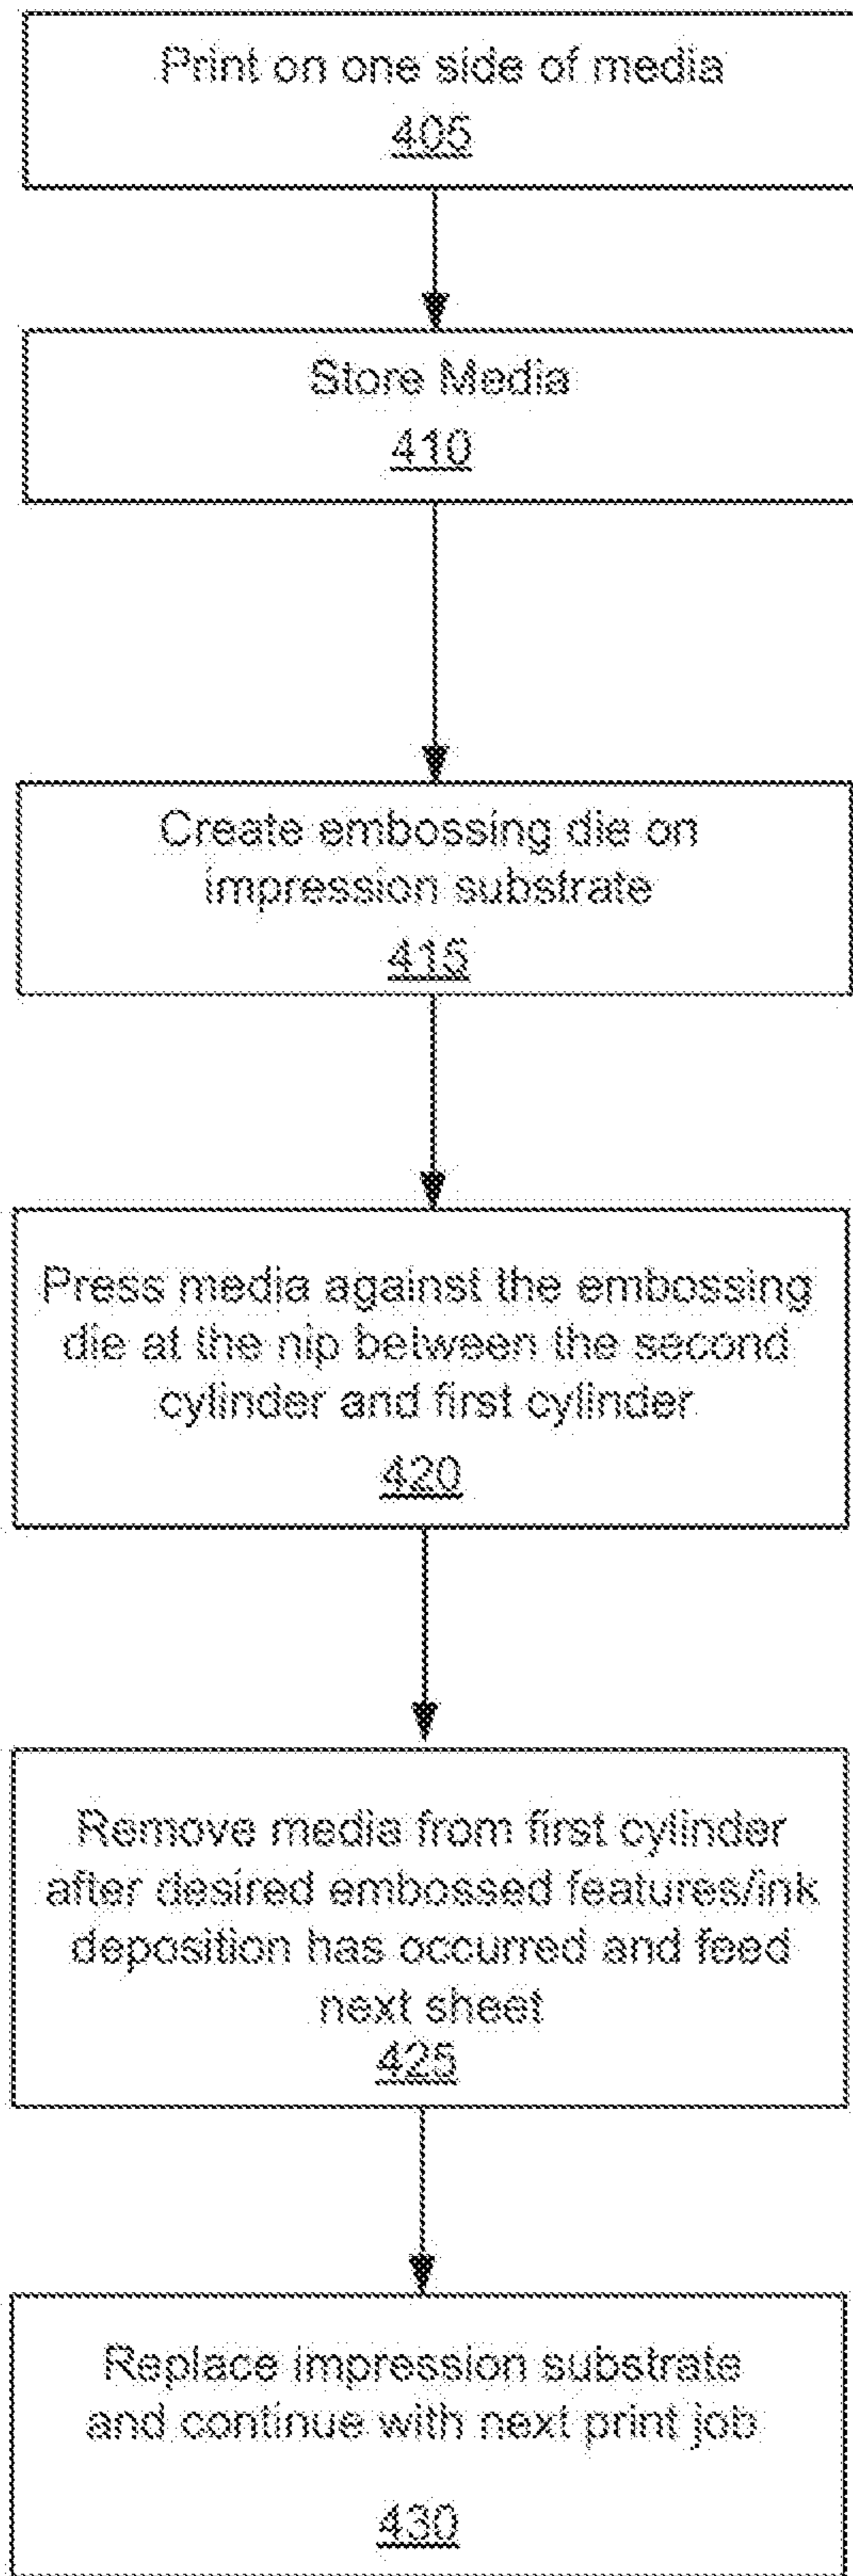 Print on one side of media
405
Store Media
410
Create embossing die on
impression substrate
415
Press media against the embossing
die at the nip between the second
cylinder and first cylinder
420
Remove media from first cylinder
after desired embossed features/ink
deposition has occurred and feed
next sheet
425
Replace impression substrate
and continue with next print job
430